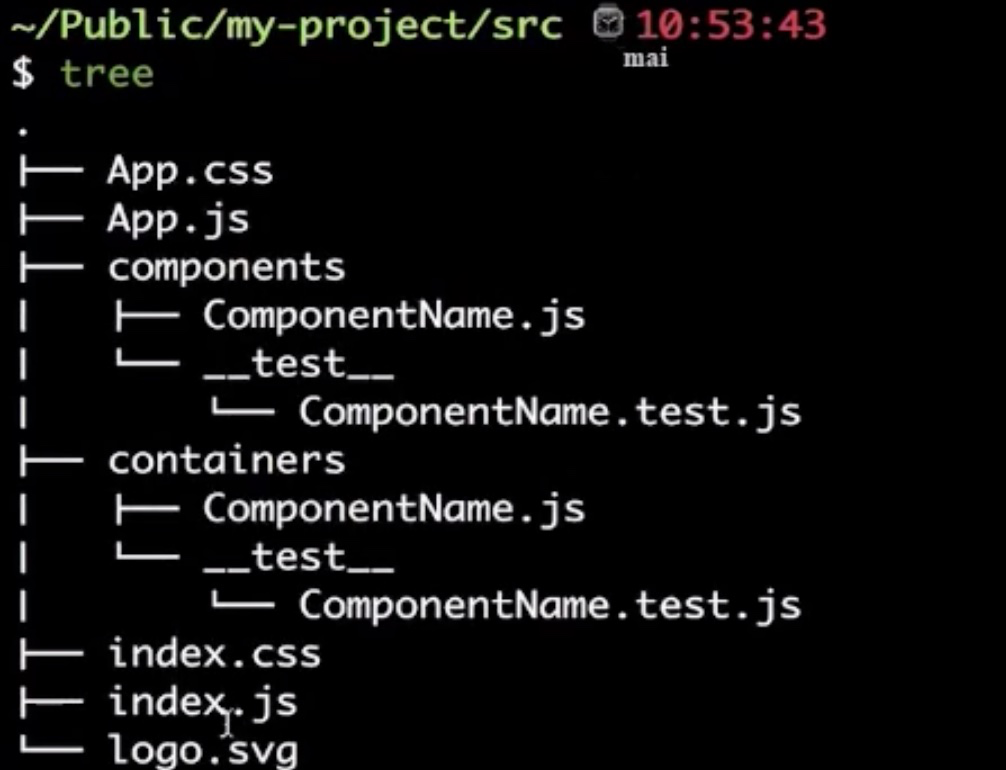 ~/Public/my-project/src 10:53:43
mai
$ tree
.
├── App.css
├── App.js
├── components
│   ├── ComponentName.js
│   └── __test__
│       └── ComponentName.test.js
├── containers
│   ├── ComponentName.js
│   └── __test__
│       └── ComponentName.test.js
├── index.css
├── index.js
└── logo.svg